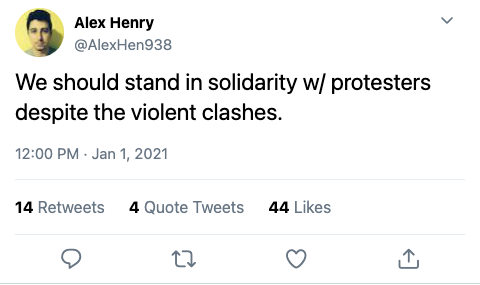 Alex Henry
@AlexHen938
We should stand in solidarity w/ protesters
despite the violent clashes.
12:00 PM · Jan 1, 2021
14 Retweets 4 Quote Tweets 44 Likes